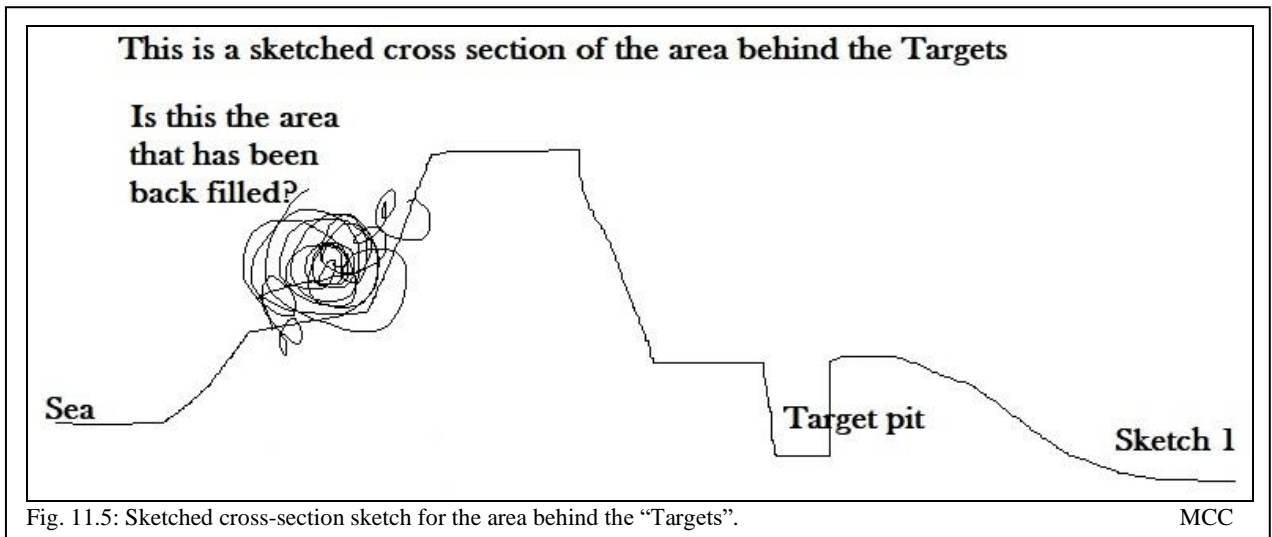 This is a sketched cross section of the area behind the Targets
Is this the area
that has been
back filled?
Sea
Target pit
Sketch 1
Fig. 11.5: Sketched cross-section sketch for the area behind the “Targets”. MCC